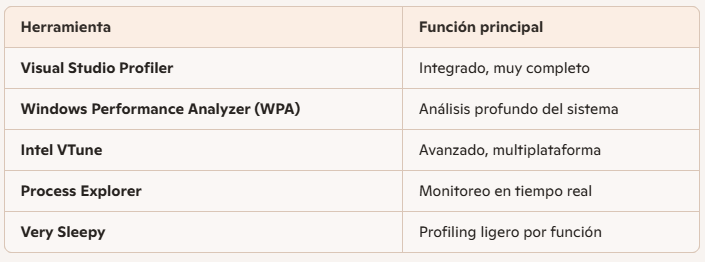 Herramienta Función principal
Visual Studio Profiler Integrado, muy completo
Windows Performance Analyzer (WPA) Análisis profundo del sistema
Intel VTune Avanzado, multiplataforma
Process Explorer Monitoreo en tiempo real
Very Sleepy Profiling ligero por función